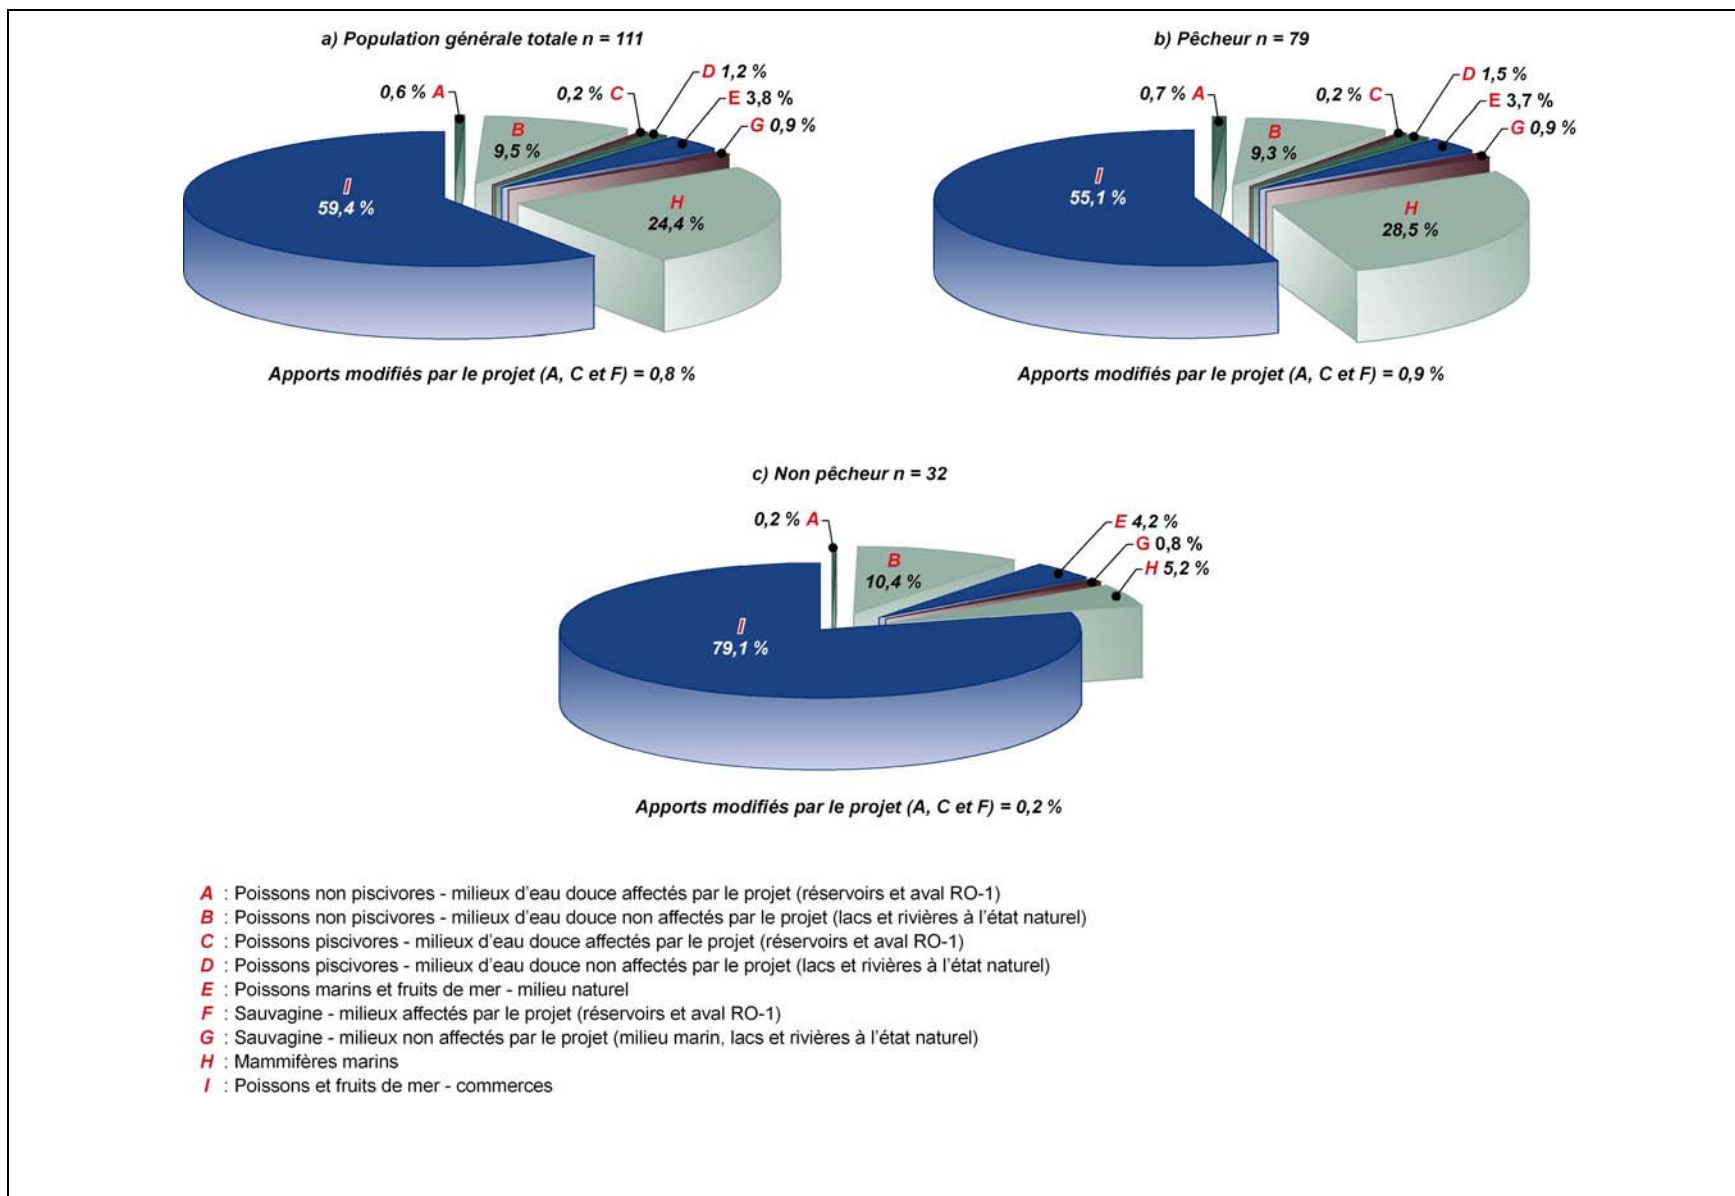 a) Population générale totale n = 111
0,6 % A
0,2 % C
D 1,2 %
E 3,8 %
G 0,9 %
B
9,5 %
I
59,4 %
H
24,4 %
Apports modifiés par le projet (A, C et F) = 0,8 %
b) Pêcheur n = 79
0,7 % A
0,2 % C
D 1,5 %
E 3,7 %
G 0,9 %
B
9,3 %
I
55,1 %
H
28,5 %
Apports modifiés par le projet (A, C et F) = 0,9 %
c) Non pêcheur n = 32
0,2 % A
E 4,2 %
G 0,8 %
H 5,2 %
B
10,4 %
I
79,1 %
Apports modifiés par le projet (A, C et F) = 0,2 %
A : Poissons non piscivores - milieux d'eau douce affectés par le projet (réservoirs et aval RO-1)
B : Poissons non piscivores - milieux d'eau douce non affectés par le projet (lacs et rivières à l'état naturel)
C : Poissons piscivores - milieux d'eau douce affectés par le projet (réservoirs et aval RO-1)
D : Poissons piscivores - milieux d'eau douce non affectés par le projet (lacs et rivières à l'état naturel)
E : Poissons marins et fruits de mer - milieu naturel
F : Sauvagine - milieux affectés par le projet (réservoirs et aval RO-1)
G : Sauvagine - milieux non affectés par le projet (milieu marin, lacs et rivières à l'état naturel)
H : Mammifères marins
I : Poissons et fruits de mer - commerces